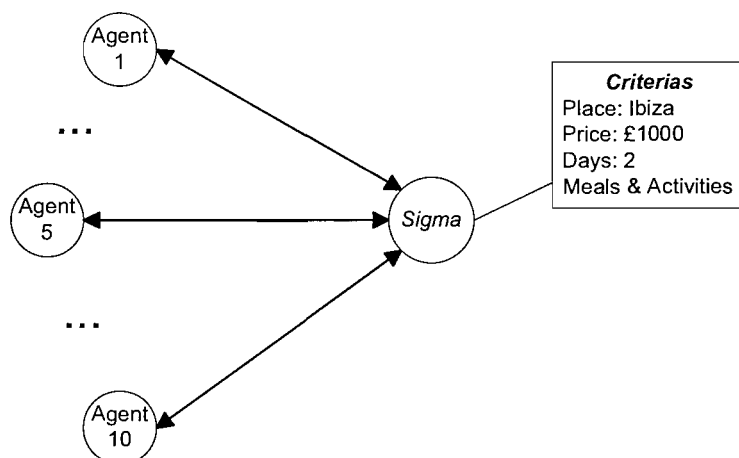 Agent
1
...
Agent
5
...
Agent
10
Sigma
Criterias
Place: Ibiza
Price: £1000
Days: 2
Meals & Activities